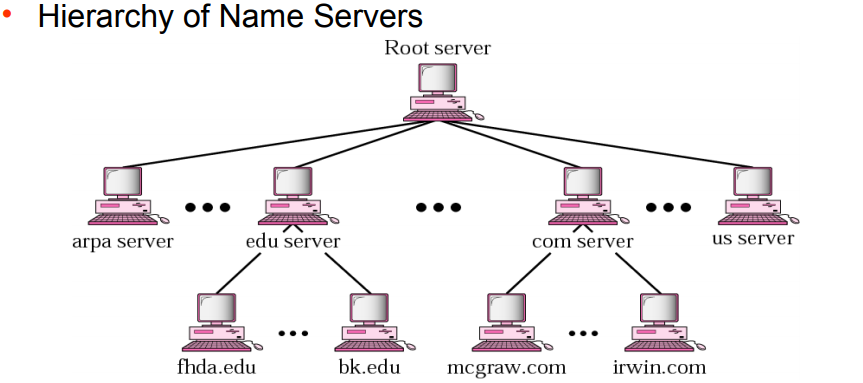 • Hierarchy of Name Servers
Root server
arpa server
edu server
com server
us server
fhda.edu
bk.edu
mcgraw.com
irwin.com